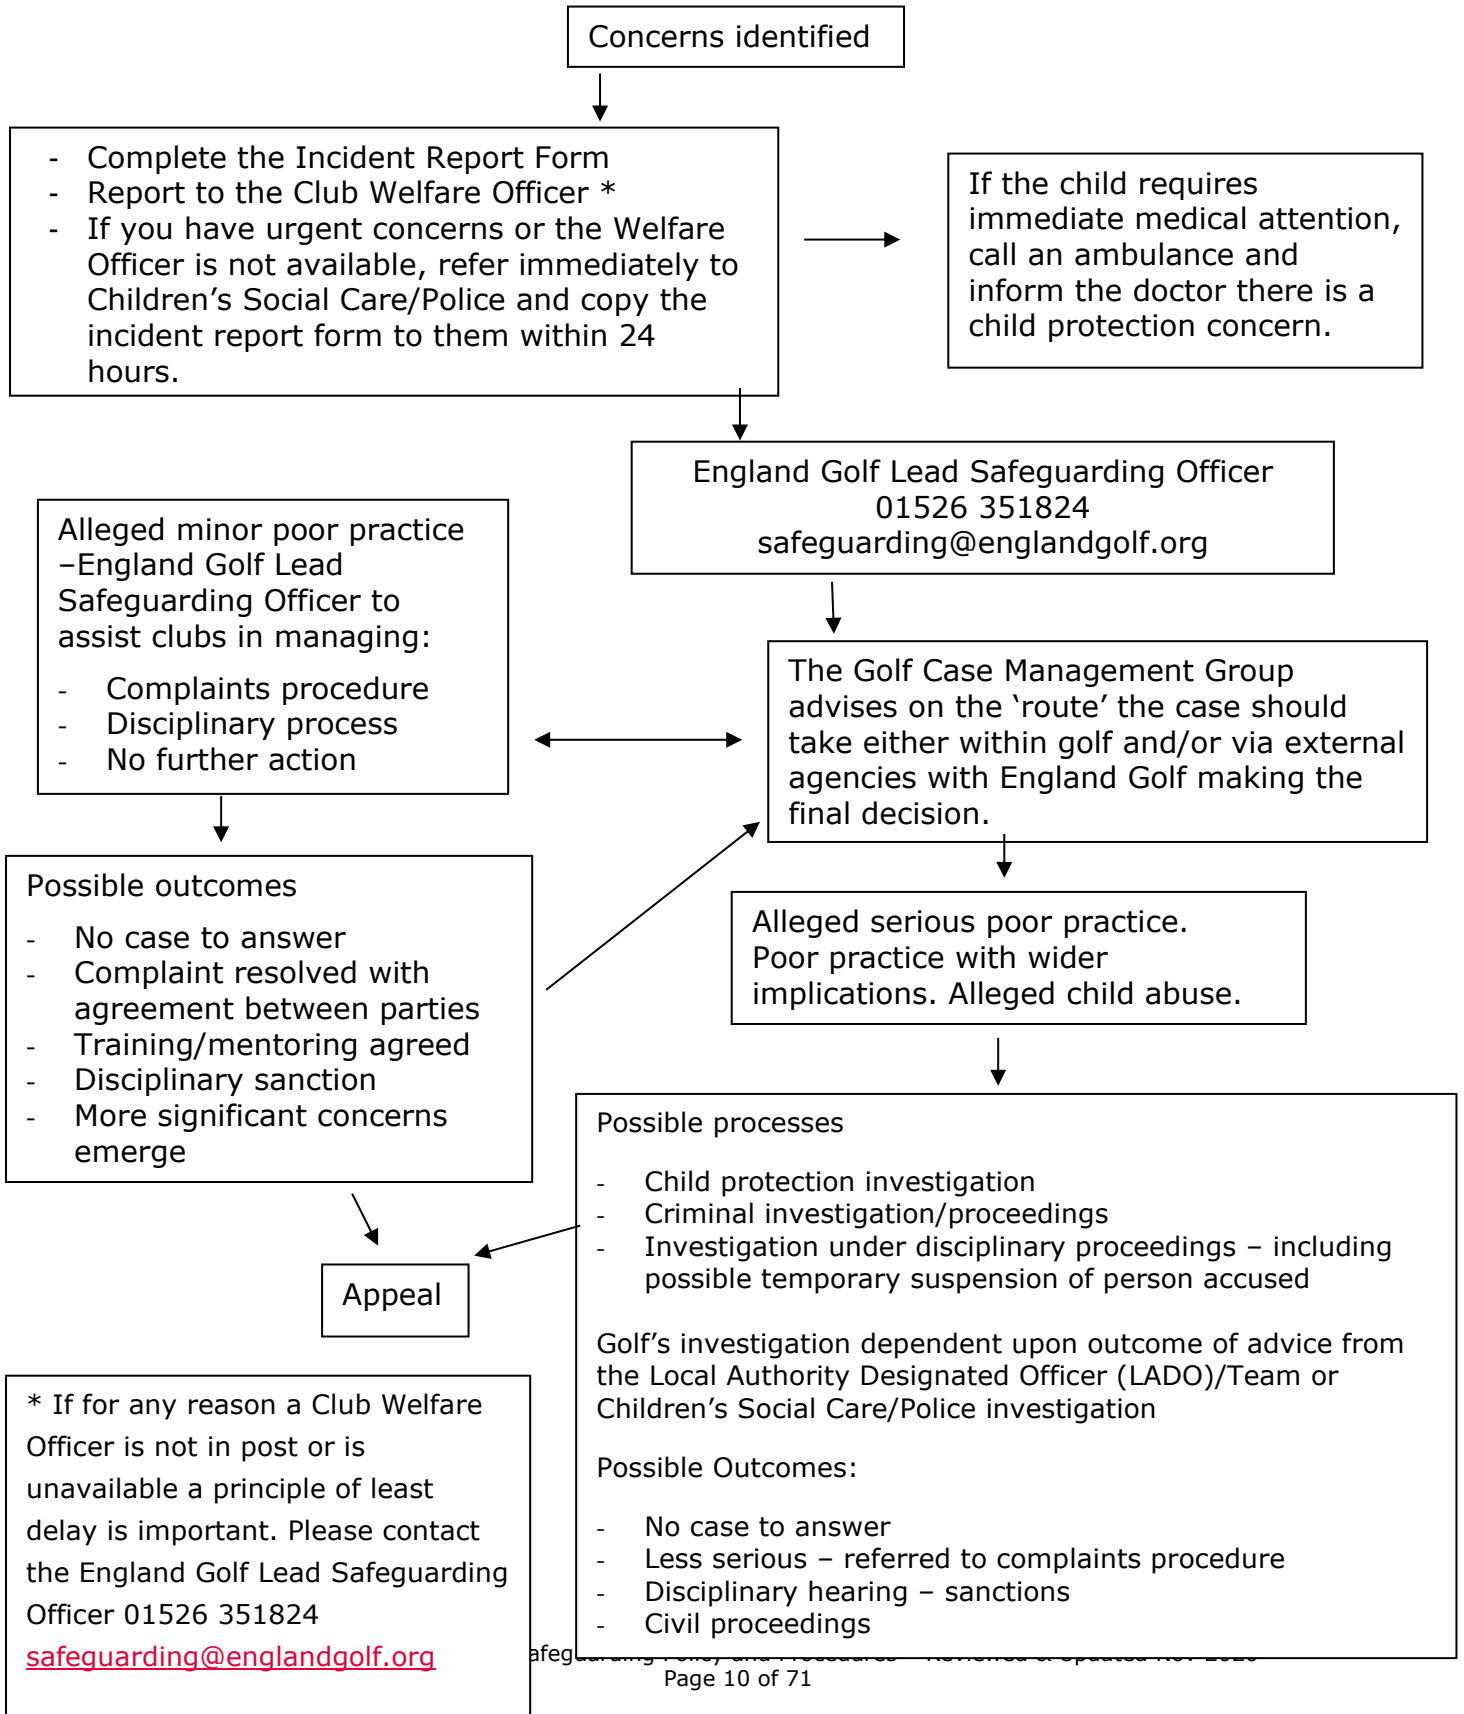 Concerns identified
- Complete the Incident Report Form
- Report to the Club Welfare Officer *
- If you have urgent concerns or the Welfare
Officer is not available, refer immediately to
Children’s Social Care/Police and copy the
incident report form to them within 24
hours.
If the child requires
immediate medical attention,
call an ambulance and
inform the doctor there is a
child protection concern.
England Golf Lead Safeguarding Officer
01526 351824
safeguarding@englandgolf.org
Alleged minor poor practice
–England Golf Lead
Safeguarding Officer to
assist clubs in managing:
- Complaints procedure
- Disciplinary process
- No further action
The Golf Case Management Group
advises on the ‘route’ the case should
take either within golf and/or via external
agencies with England Golf making the
final decision.
Possible outcomes
- No case to answer
- Complaint resolved with
agreement between parties
- Training/mentoring agreed
- Disciplinary sanction
- More significant concerns
emerge
Alleged serious poor practice.
Poor practice with wider
implications. Alleged child abuse.
Possible processes
- Child protection investigation
- Criminal investigation/proceedings
- Investigation under disciplinary proceedings – including
possible temporary suspension of person accused
Golf’s investigation dependent upon outcome of advice from
the Local Authority Designated Officer (LADO)/Team or
Children’s Social Care/Police investigation
Possible Outcomes:
- No case to answer
- Less serious – referred to complaints procedure
- Disciplinary hearing – sanctions
- Civil proceedings
Appeal
* If for any reason a Club Welfare
Officer is not in post or is
unavailable a principle of least
delay is important. Please contact
the England Golf Lead Safeguarding
Officer 01526 351824
safeguarding@englandgolf.org
Page 10 of 71